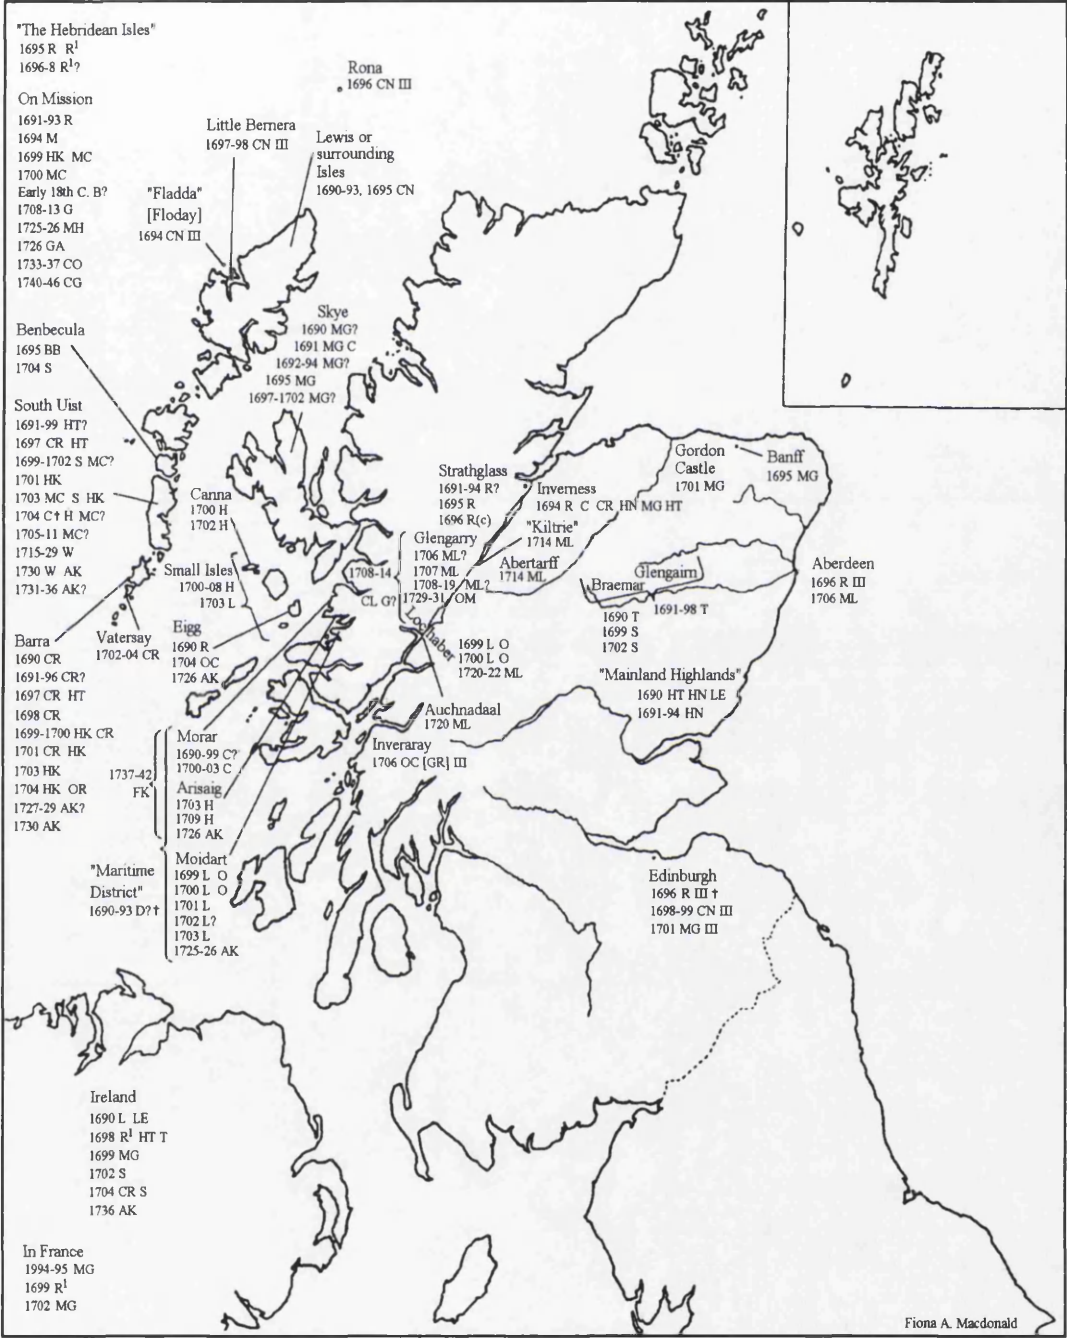 "The Hebridean Isles"
1695 R R¹
1696-8 R¹?
On Mission
1691-93 R
1694 M
1699 HK MC
1700 MC
Early 18th C. B?
1708-13 G
1725-26 MH
1726 GA
1733-37 CO
1740-46 CG
Rona
1696 CN III
Little Bernera
1697-98 CN III
Lewis or
surrounding
Isles
1690-93, 1695 CN
"Fladda"
[Floday]
1694 CN III
Skye
1690 MG?
1691 MG C
1692-94 MG?
1695 MG
1697-1702 MG?
Benbecula
1695 BB
1704 S
South Uist
1691-99 HT?
1697 CR HT
1699-1702 S MC?
1701 HK
1703 MC S HK
1704 C† H MC?
1705-11 MC?
1715-29 W
1730 W AK
1731-36 AK?
Canna
1700 H
1702 H
Small Isles
1700-08 H
1703 L
Eigg
1690 R
1704 OC
1726 AK
Vatersay
1702-04 CR
Barra
1690 CR
1691-96 CR?
1697 CR HT
1698 CR
1699-1700 HK CR
1701 CR HK
1703 HK
1704 HK OR
1727-29 AK?
1730 AK
Strathglass
1691-94 R?
1695 R
1696 R(c)
Inverness
1694 R C CR HN MG HT
Gordon
Castle
1701 MG
Banff
1695 MG
"Kiltrie"
1714 ML
Glengarry
1706 ML?
1707 ML
1708-19 ML?
1729-31 OM
1708-14
CL G?
Abertarff
1714 ML
Glengairn
1691-98 T
Braemar
1690 T
1699 S
1702 S
Aberdeen
1696 R III
1706 ML
Lochaber
1699 L O
1700 L O
1720-22 ML
"Mainland Highlands"
1690 HT HN LE
1691-94 HN
Auchnadaal
1720 ML
Inveraray
1706 OC [GR] III
1737-42
FK
Morar
1690-99 C?
1700-03 C
Arisaig
1703 H
1709 H
1726 AK
"Maritime
District"
1690-93 D?†
Moidart
1699 L O
1700 L O
1701 L
1702 L?
1703 L
1725-26 AK
Edinburgh
1696 R III †
1698-99 CN III
1701 MG III
Ireland
1690 L LE
1698 R¹ HT T
1699 MG
1702 S
1704 CR S
1736 AK
In France
1994-95 MG
1699 R¹
1702 MG
Fiona A. Macdonald